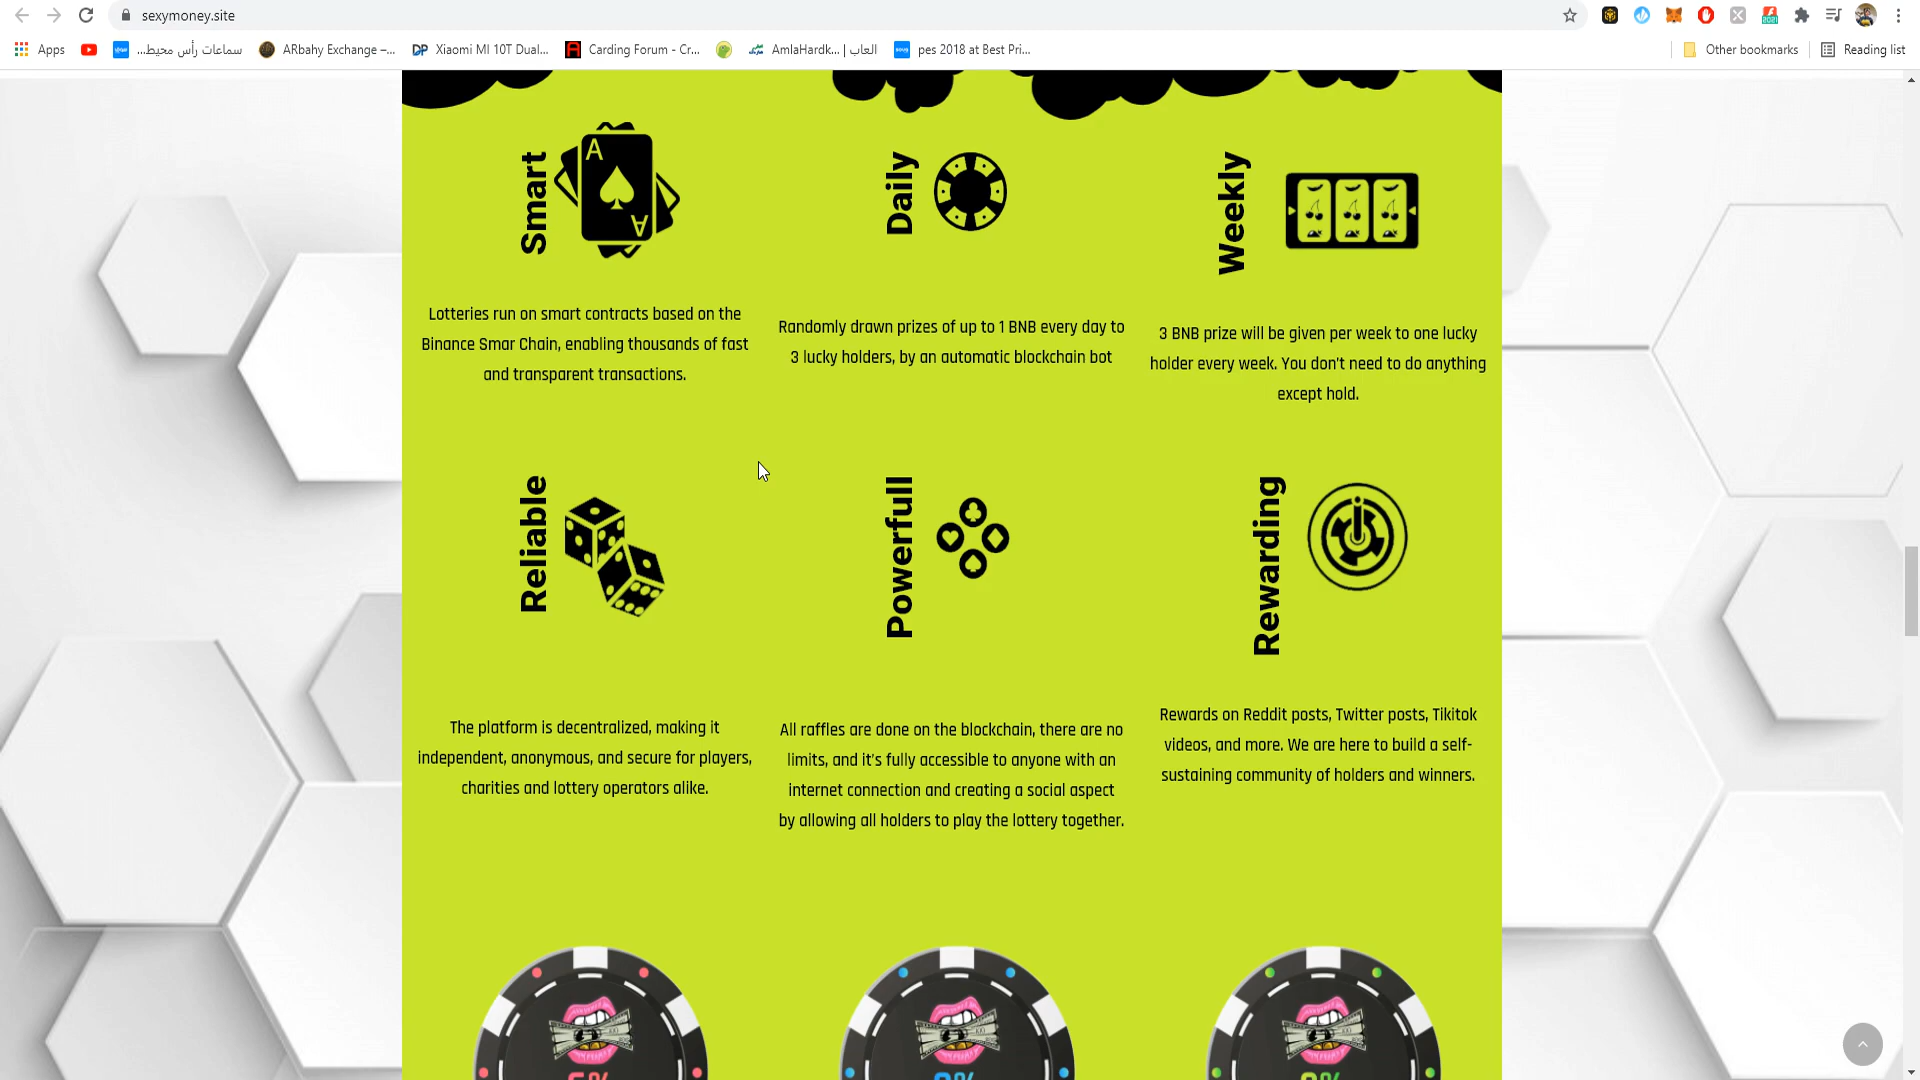 sexymoney.site
Apps
سماعات رأس محيط...
ARbahy Exchange –...
Xiaomi MI 10T Dual...
Carding Forum - Cr...
AmlaHardk... | العاب
pes 2018 at Best Pri...
Other bookmarks
Reading list
Smart
A
A
Daily
Weekly
Lotteries run on smart contracts based on the
Binance Smar Chain, enabling thousands of fast
and transparent transactions.
Randomly drawn prizes of up to 1 BNB every day to
3 lucky holders, by an automatic blockchain bot
3 BNB prize will be given per week to one lucky
holder every week. You don't need to do anything
except hold.
Reliable
Powerfull
Rewarding
The platform is decentralized, making it
independent, anonymous, and secure for players,
charities and lottery operators alike.
All raffles are done on the blockchain, there are no
limits, and it's fully accessible to anyone with an
internet connection and creating a social aspect
by allowing all holders to play the lottery together.
Rewards on Reddit posts, Twitter posts, Tikitok
videos, and more. We are here to build a self-
sustaining community of holders and winners.